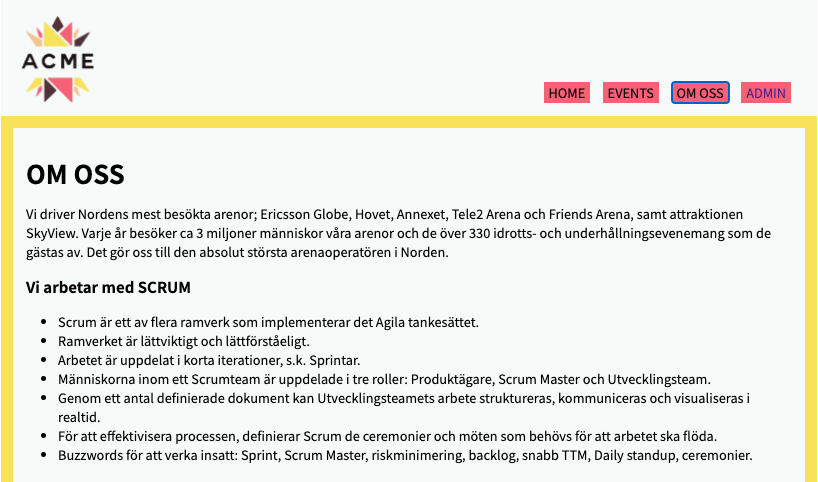 ACME
HOME EVENTS OM OSS ADMIN
OM OSS
Vi driver Nordens mest besökta arenor; Ericsson Globe, Hovet, Annexet, Tele2 Arena och Friends Arena, samt attraktionen
SkyView. Varje år besöker ca 3 miljoner människor våra arenor och de över 330 idrotts- och underhållningsevenemang som de
gästas av. Det gör oss till den absolut största arenaoperatören i Norden.
Vi arbetar med SCRUM
• Scrum är ett av flera ramverk som implementerar det Agila tankesättet.
• Ramverket är lättviktigt och lättförståeligt.
• Arbetet är uppdelat i korta iterationer, s.k. Sprintar.
• Människorna inom ett Scrumteam är uppdelade i tre roller: Produktägare, Scrum Master och Utvecklingsteam.
• Genom ett antal definierade dokument kan Utvecklingsteamets arbete struktureras, kommuniceras och visualiseras i
realtid.
• För att effektivisera processen, definierar Scrum de ceremonier och möten som behövs för att arbetet ska flöda.
• Buzzwords för att verka insatt: Sprint, Scrum Master, riskminimering, backlog, snabb TTM, Daily standup, ceremonier.